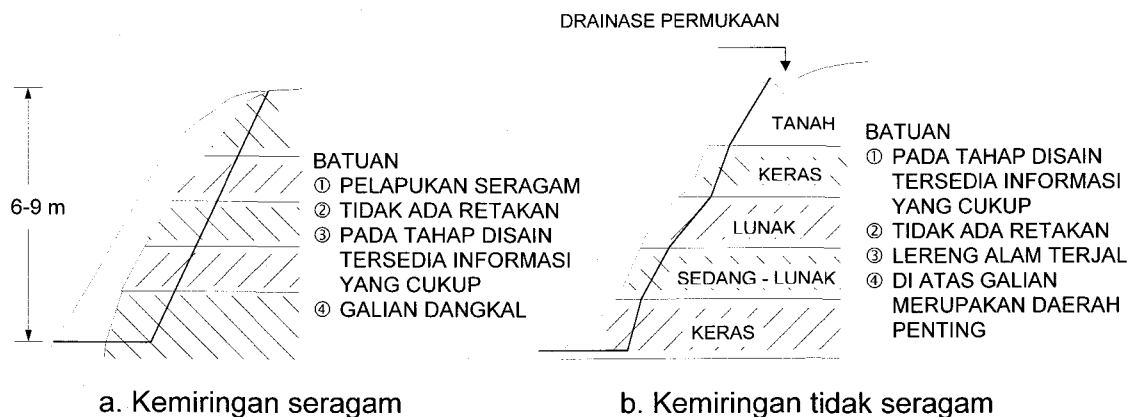 DRAINASE PERMUKAAN
6-9 m
BATUAN
① PELAPUKAN SERAGAM
② TIDAK ADA RETAKAN
③ PADA TAHAP DISAIN
TERSEDIA INFORMASI
YANG CUKUP
④ GALIAN DANGKAL
TANAH
KERAS
LUNAK
SEDANG - LUNAK
KERAS
BATUAN
① PADA TAHAP DISAIN
TERSEDIA INFORMASI
YANG CUKUP
② TIDAK ADA RETAKAN
③ LERENG ALAM TERJAL
④ DI ATAS GALIAN
MERUPAKAN DAERAH
PENTING
a. Kemiringan seragam
b. Kemiringan tidak seragam